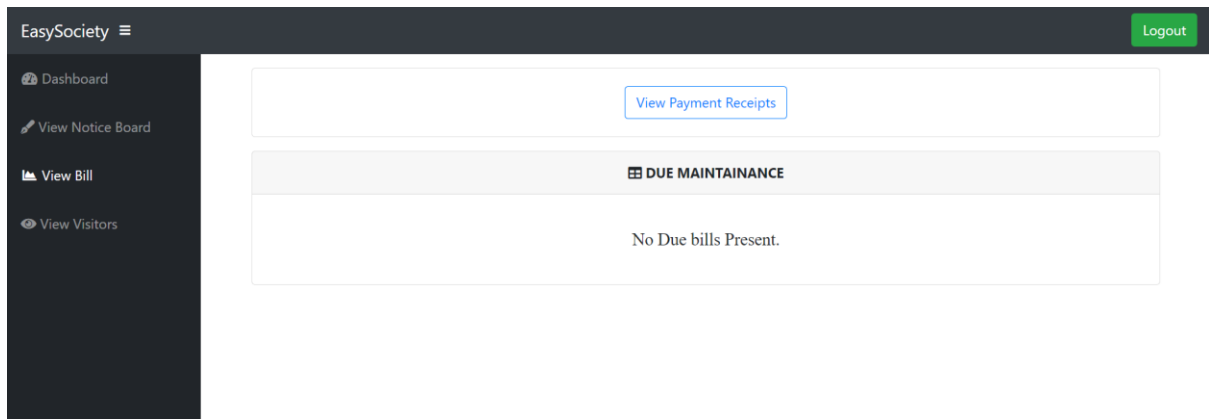 EasySociety
Logout
Dashboard
View Notice Board
View Bill
View Visitors
View Payment Receipts
DUE MAINTAINANCE
No Due bills Present.